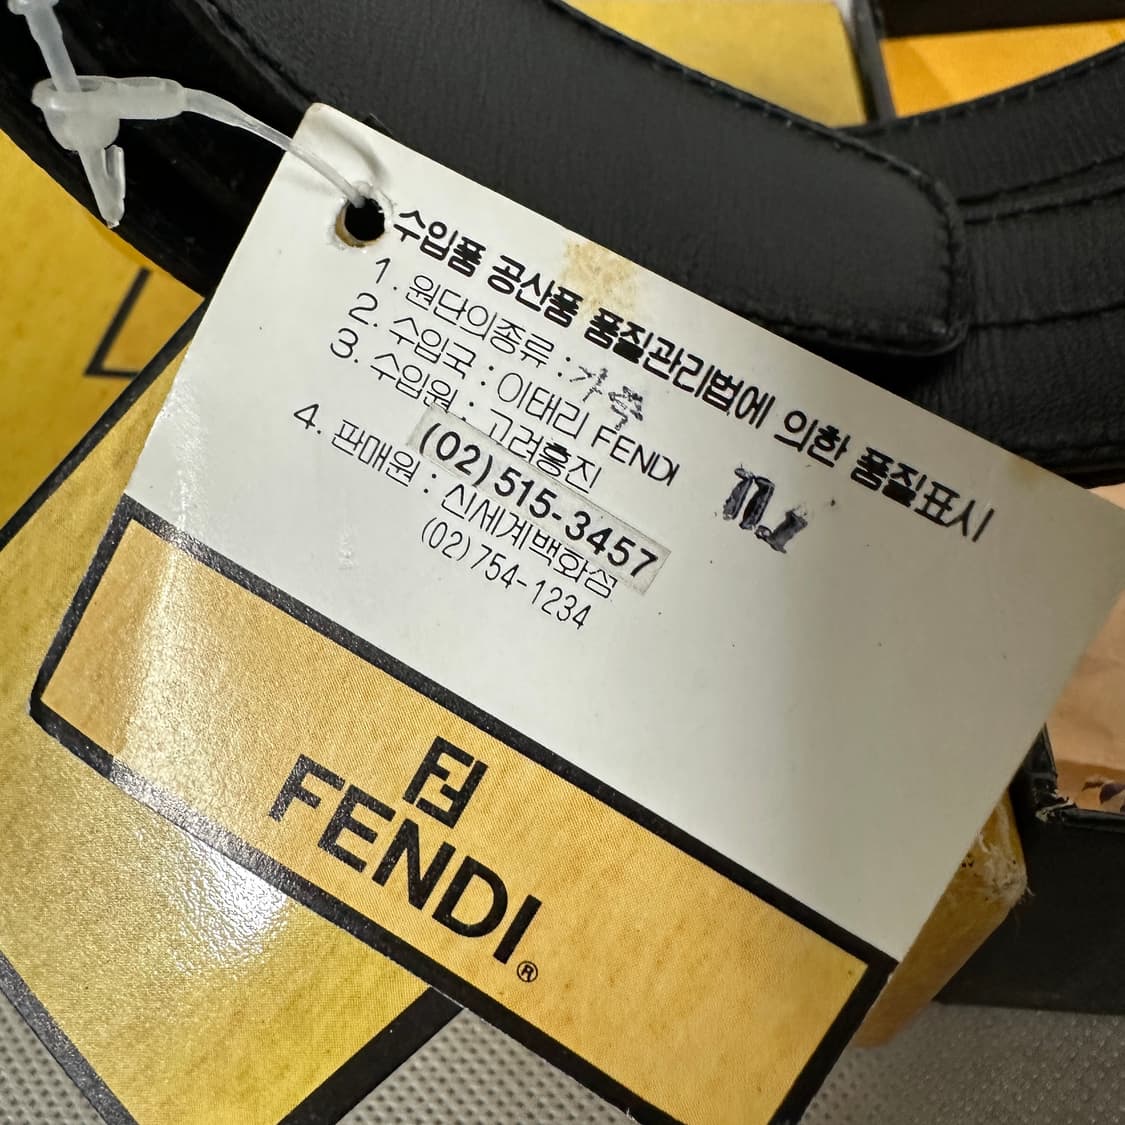 수입품 공산품 품질관리법에 의한 품질표시
1. 원단의종류 : 가죽
2. 수입국 : 이태리 FENDI
3. 수입원 : 고려흥진
(02)515-3457
4. 판매원 : 신세계백화점
(02)754-1234
FENDI®